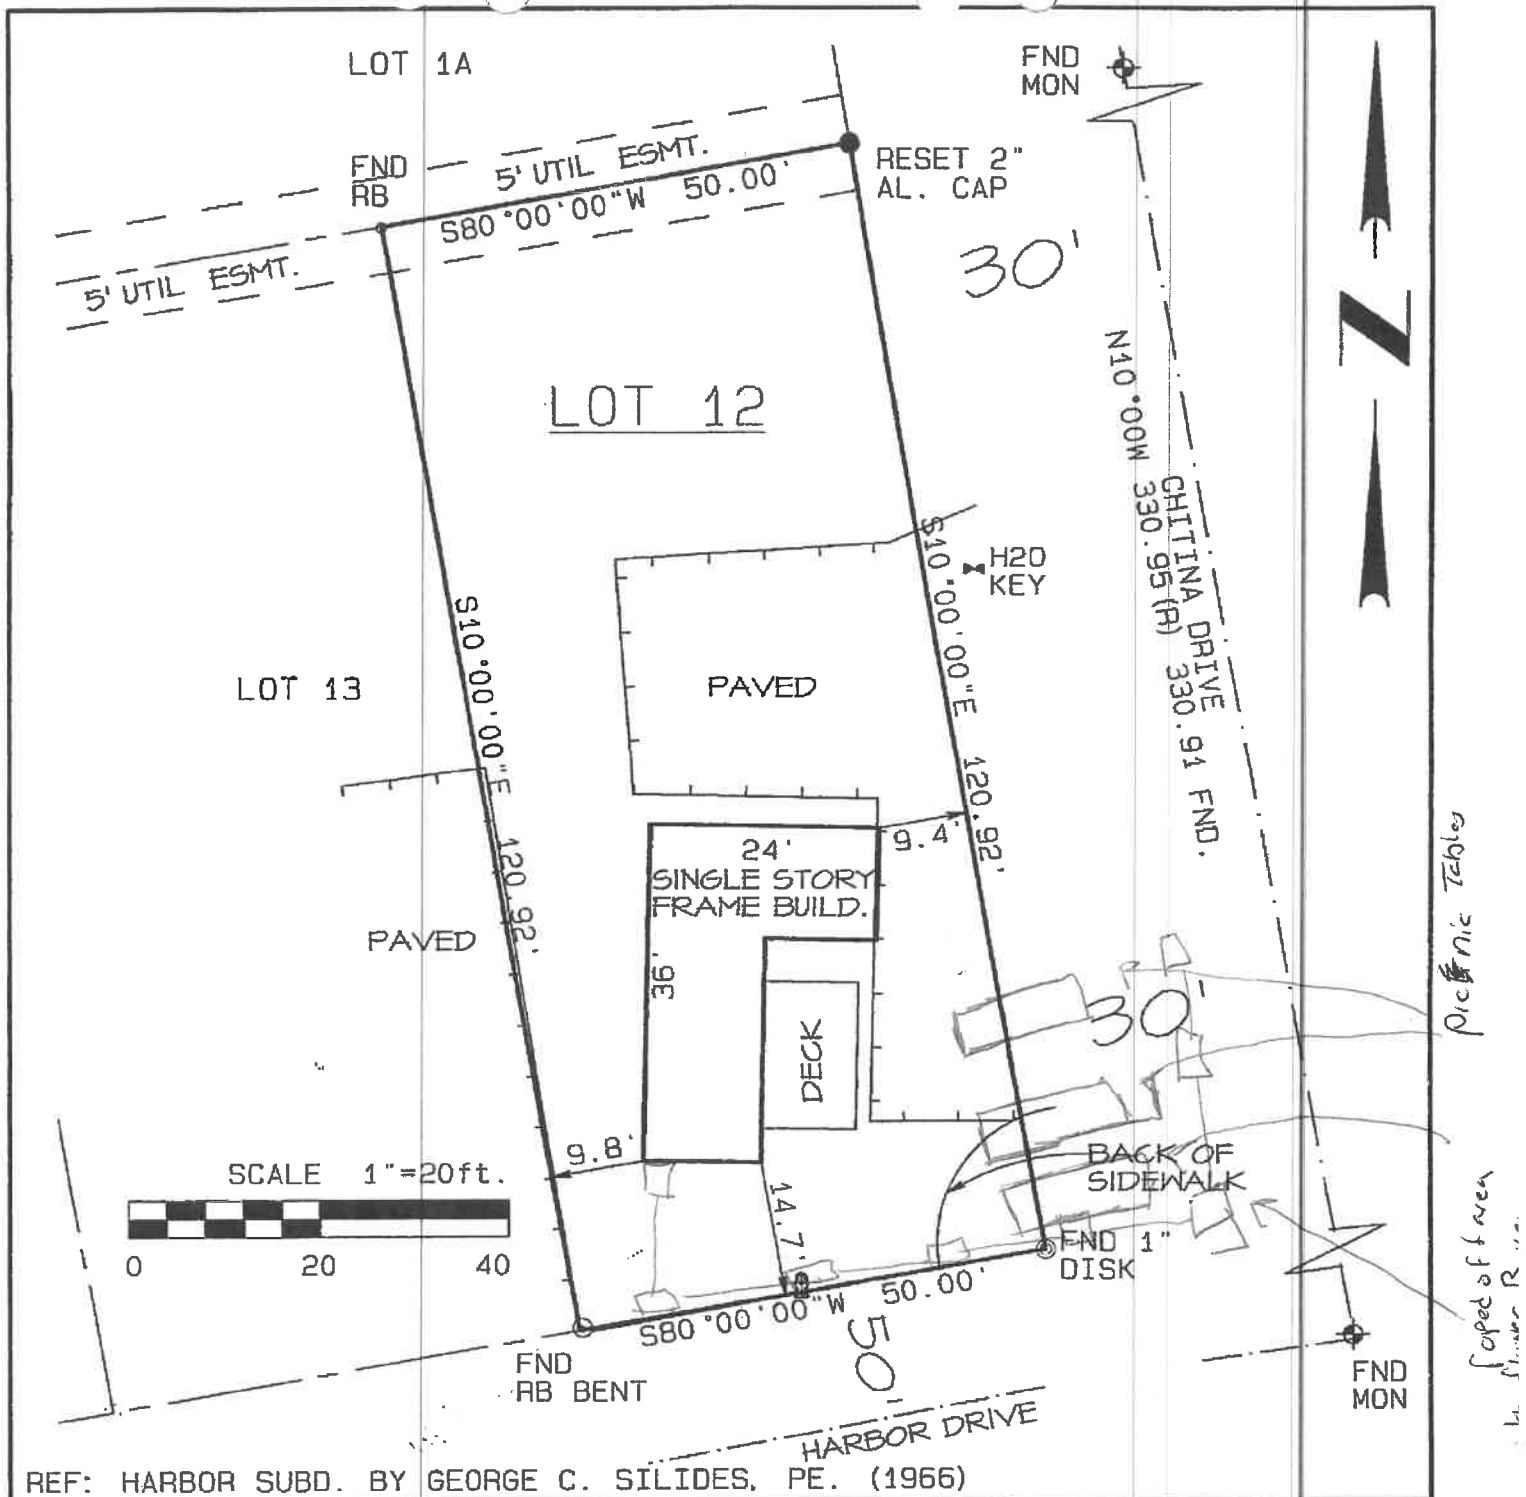 LOT 1A
FND
MON
FND
RB
5' UTIL ESMT.
S80°00'00"W 50.00'
RESET 2"
AL. CAP
5' UTIL ESMT.
30'
N
LOT 12
N10°00W 330.95 (R) 330.91 FND.
CHITINA DRIVE
S10°00'00"E 120.92'
H2O
KEY
S10°00'00"E 120.92'
LOT 13
PAVED
PAVED
24'
SINGLE STORY
FRAME BUILD.
9.4'
36'
DECK
30'
Picnic Tables
9.8'
14.7'
BACK OF
SIDEWALK
SCALE 1"=20ft.
0 20 40
FND 1"
DISK
S80°00'00"W 50.00'
50'
roped off area
FND
RB BENT
FND
MON
HARBOR DRIVE
REF: HARBOR SUBD. BY GEORGE C. SILIDES, PE. (1966)